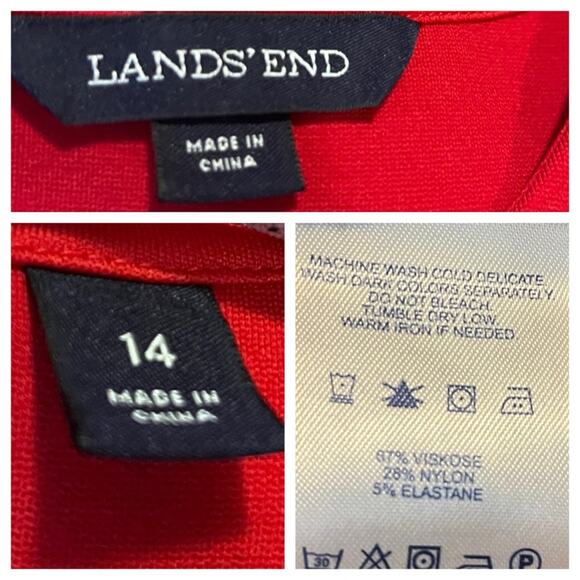 LANDS' END
MADE IN
CHINA
14
MADE IN
CHINA
MACHINE WASH COLD DELICATE
WASH DARK COLORS SEPARATELY
DO NOT BLEACH.
TUMBLE DRY LOW.
WARM IRON IF NEEDED.
67% VISKOSE
28% NYLON
5% ELASTANE
30
P